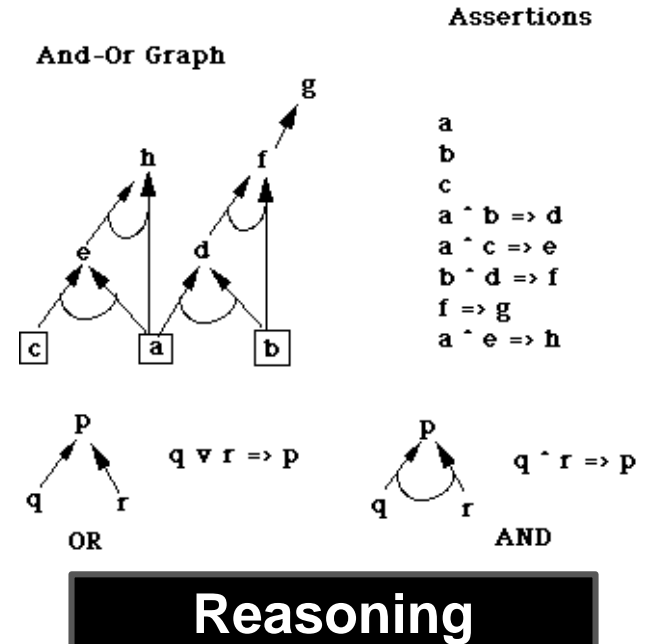 Assertions
And-Or Graph
g
a
h
f
b
c
a ^ b => d
e
d
a ^ c => e
b ^ d => f
f => g
c
a
b
a ^ e => h
p
p
q v r => p
q ^ r => p
q
r
q
r
OR
AND
Reasoning